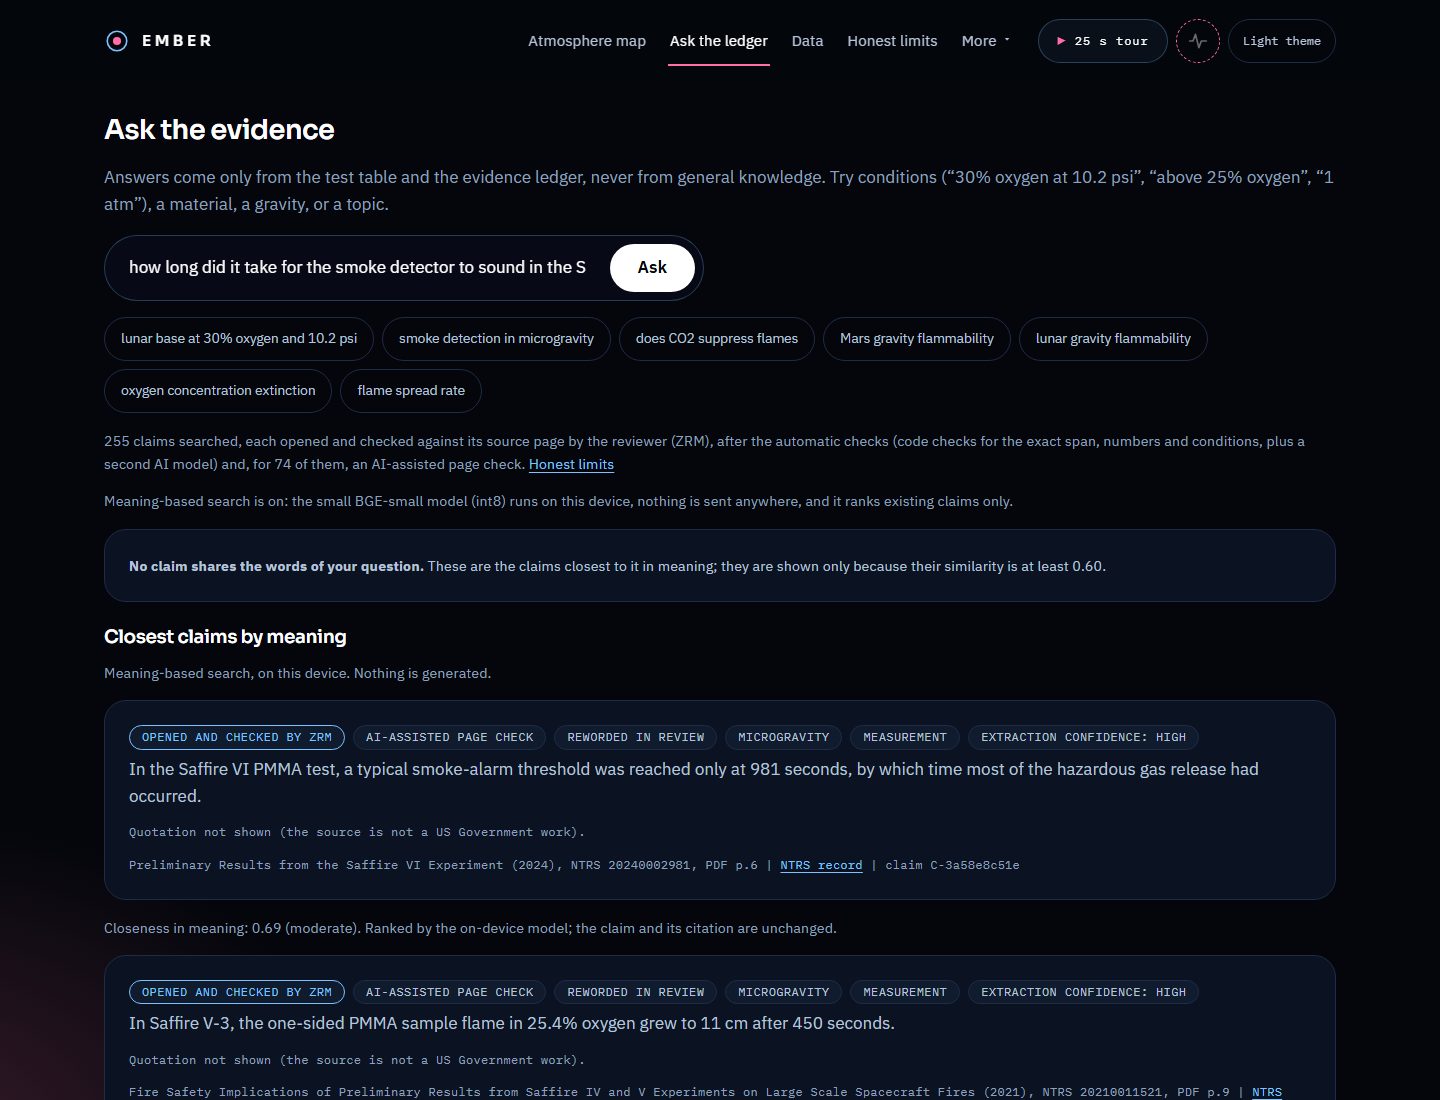 EMBER
Atmosphere map
Ask the ledger
Data
Honest limits
More
▶ 25 s tour
Light theme
Ask the evidence
Answers come only from the test table and the evidence ledger, never from general knowledge. Try conditions (“30% oxygen at 10.2 psi”, “above 25% oxygen”, “1
atm”), a material, a gravity, or a topic.
how long did it take for the smoke detector to sound in the S
Ask
lunar base at 30% oxygen and 10.2 psi
smoke detection in microgravity
does CO2 suppress flames
Mars gravity flammability
lunar gravity flammability
oxygen concentration extinction
flame spread rate
255 claims searched, each opened and checked against its source page by the reviewer (ZRM), after the automatic checks (code checks for the exact span, numbers and conditions, plus a
second AI model) and, for 74 of them, an AI-assisted page check. Honest limits
Meaning-based search is on: the small BGE-small model (int8) runs on this device, nothing is sent anywhere, and it ranks existing claims only.
No claim shares the words of your question. These are the claims closest to it in meaning; they are shown only because their similarity is at least 0.60.
Closest claims by meaning
Meaning-based search, on this device. Nothing is generated.
OPENED AND CHECKED BY ZRM
AI-ASSISTED PAGE CHECK
REWORDED IN REVIEW
MICROGRAVITY
MEASUREMENT
EXTRACTION CONFIDENCE: HIGH
In the Saffire VI PMMA test, a typical smoke-alarm threshold was reached only at 981 seconds, by which time most of the hazardous gas release had
occurred.
Quotation not shown (the source is not a US Government work).
Preliminary Results from the Saffire VI Experiment (2024), NTRS 20240002981, PDF p.6 | NTRS record | claim C-3a58e8c51e
Closeness in meaning: 0.69 (moderate). Ranked by the on-device model; the claim and its citation are unchanged.
OPENED AND CHECKED BY ZRM
AI-ASSISTED PAGE CHECK
REWORDED IN REVIEW
MICROGRAVITY
MEASUREMENT
EXTRACTION CONFIDENCE: HIGH
In Saffire V-3, the one-sided PMMA sample flame in 25.4% oxygen grew to 11 cm after 450 seconds.
Quotation not shown (the source is not a US Government work).
Fire Safety Implications of Preliminary Results from Saffire IV and V Experiments on Large Scale Spacecraft Fires (2021), NTRS 20210011521, PDF p.9 | NTRS